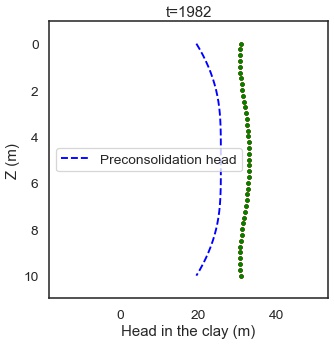 t=1982
0
2
4
6
8
10
Z (m)
Preconsolidation head
0 20 40
Head in the clay (m)